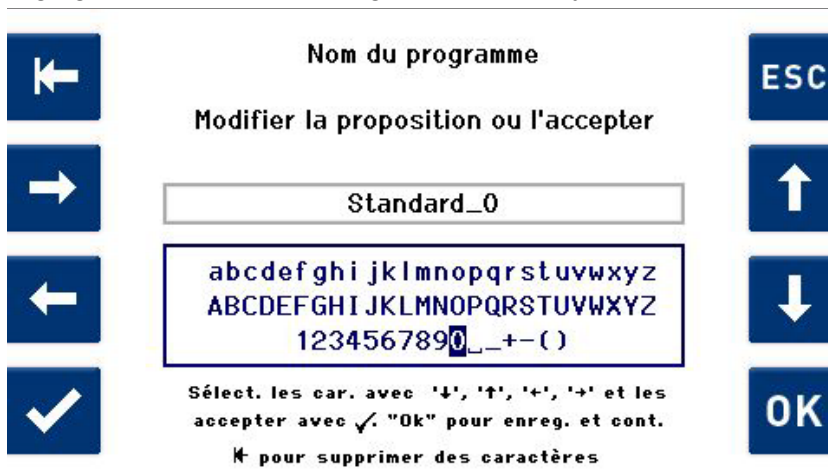 Nom du programme
ESC
Modifier la proposition ou l'accepter
Standard_0
abcdefghijklmnopqrstuvwxyz
ABCDEFGHIJKLMNOPQRSTUVWXYZ
1234567890␣_+-()
Sélect. les car. avec '↓', '↑', '←', '→' et les
accepter avec ✓. "Ok" pour enreg. et cont.
OK
⇤ pour supprimer des caractères